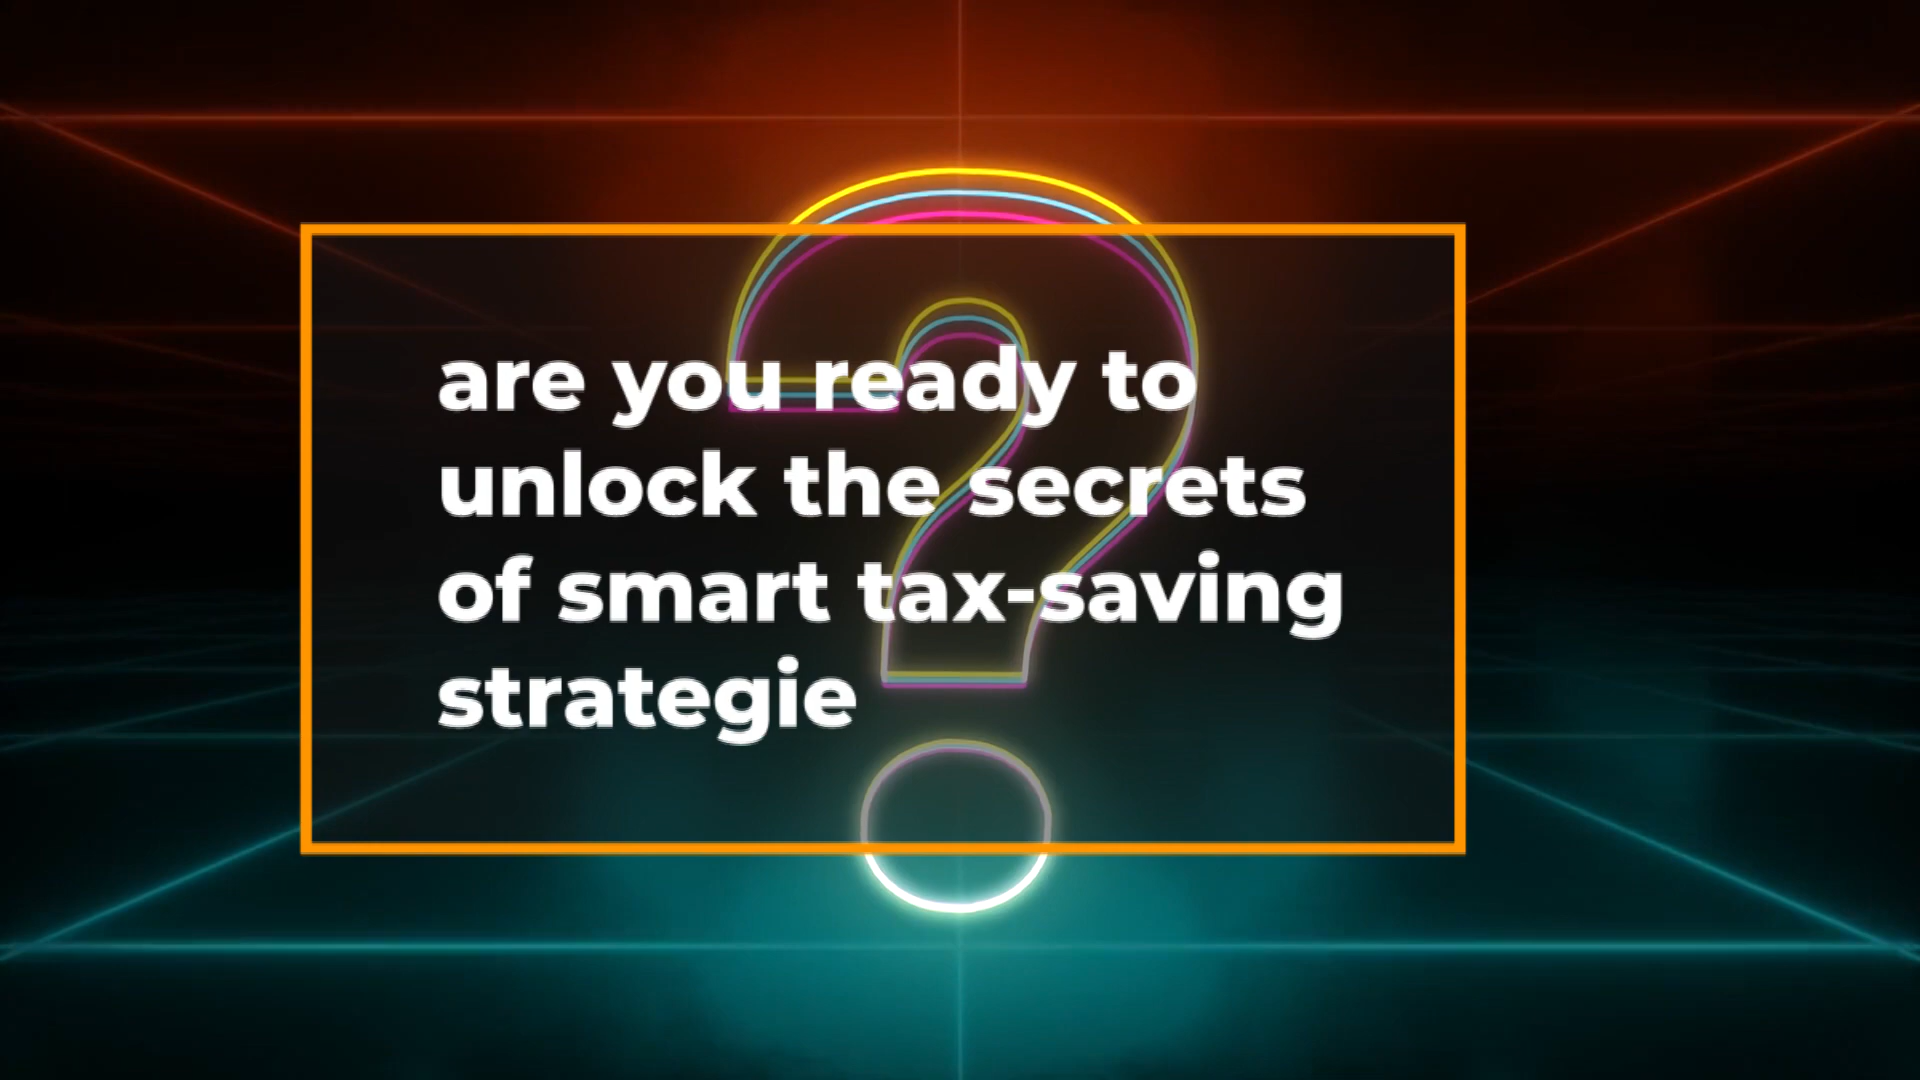 are you ready to
unlock the secrets
of smart tax-saving
strategie